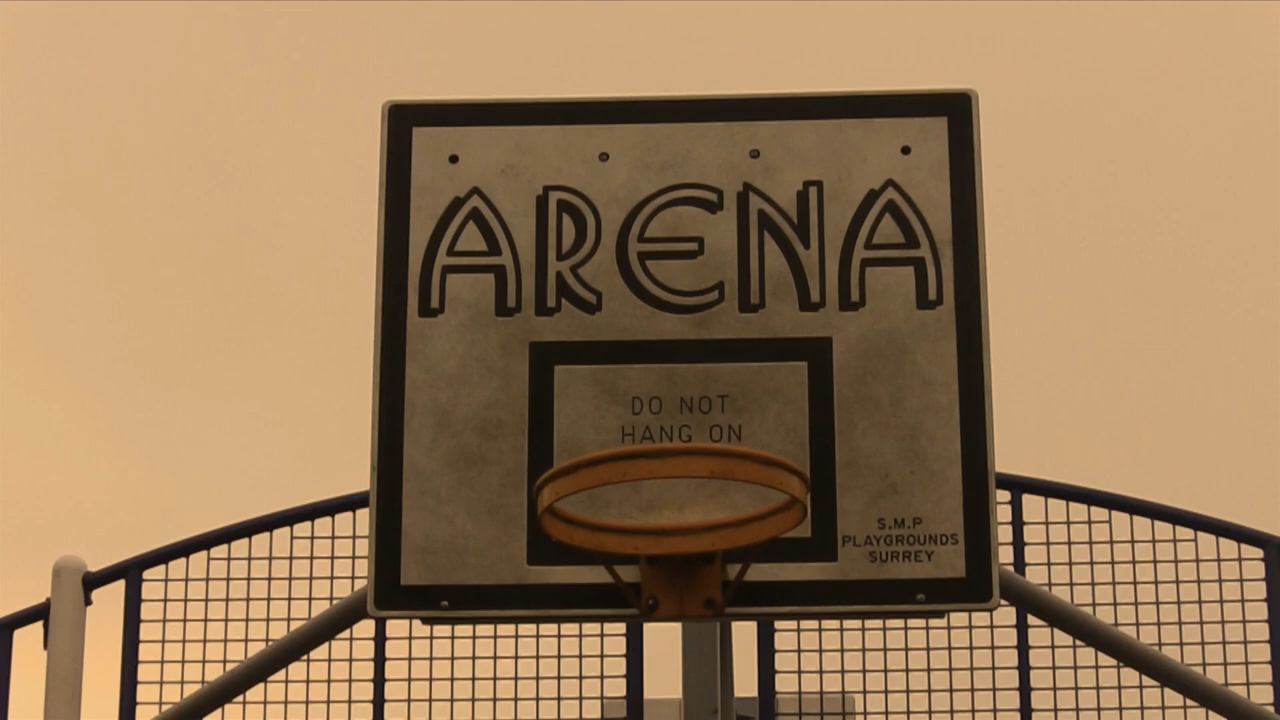 ARENA
DO NOT
HANG ON
S.M.P
PLAYGROUNDS
SURREY